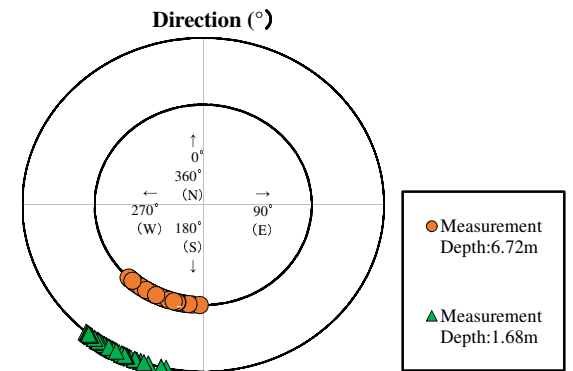 Direction (°)
↑
0°
360°
(N)
←
→
270°
(W)
180°
(S)
90°
(E)
↓
Measurement
Depth:6.72m
Measurement
Depth:1.68m